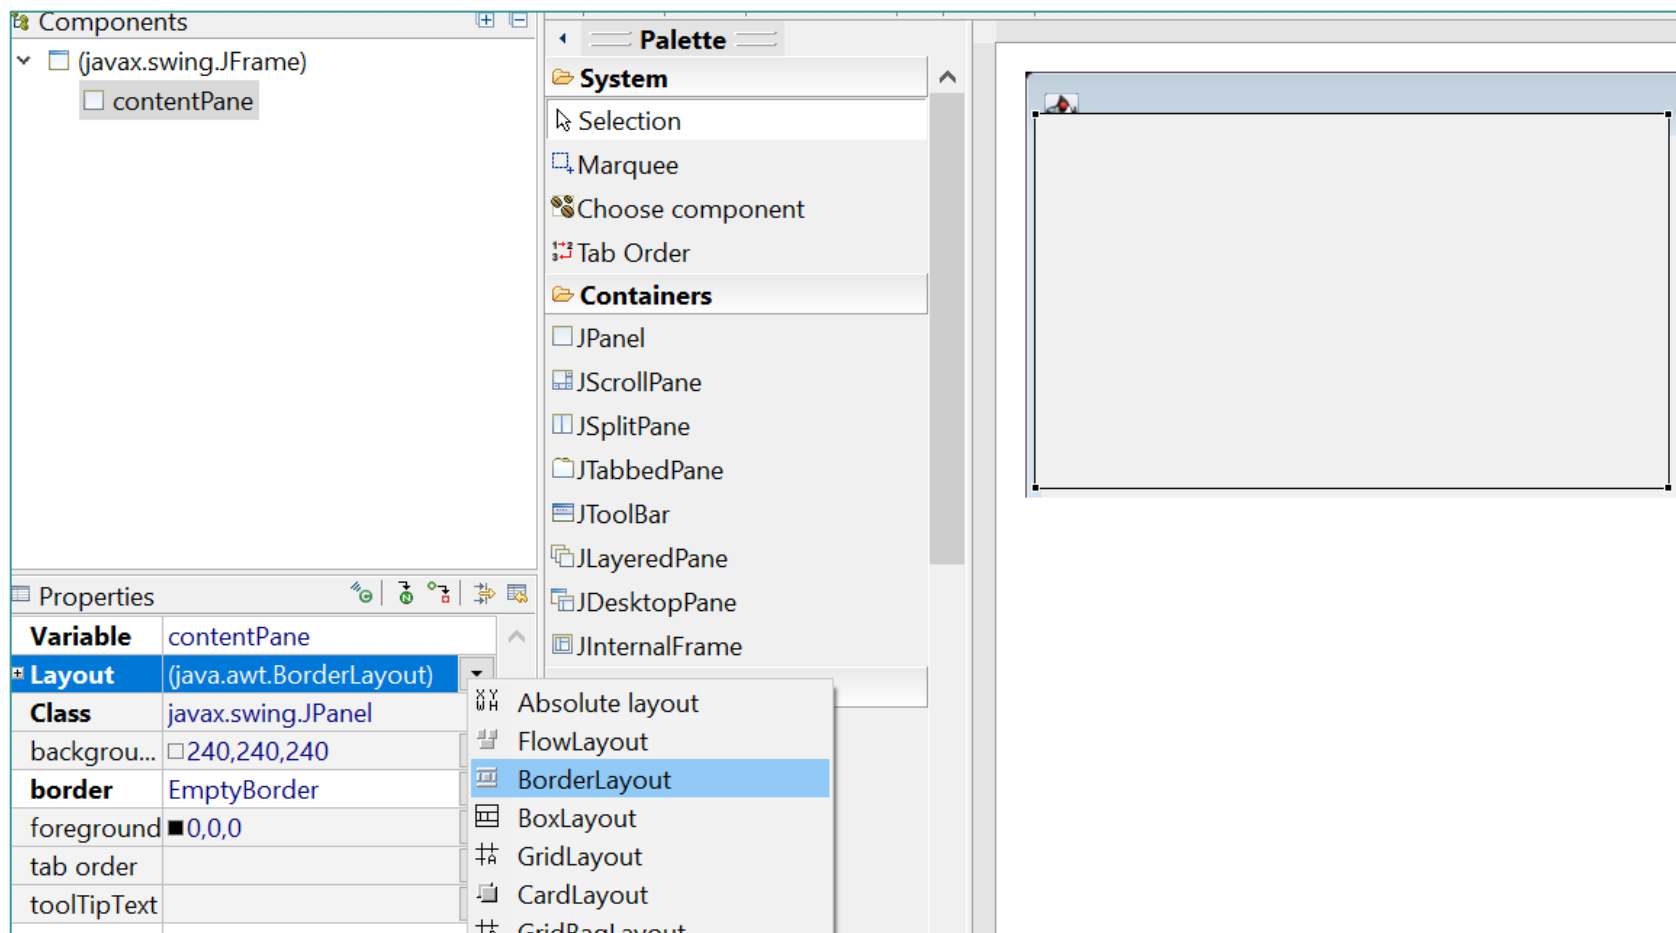 Components
(javax.swing.JFrame)
contentPane
Properties
Variable contentPane
Layout (java.awt.BorderLayout)
Class javax.swing.JPanel
backgrou... 240,240,240
border EmptyBorder
foreground 0,0,0
tab order
toolTipText
Palette
System
Selection
Marquee
Choose component
Tab Order
Containers
JPanel
JScrollPane
JSplitPane
JTabbedPane
JToolBar
JLayeredPane
JDesktopPane
JInternalFrame
Absolute layout
FlowLayout
BorderLayout
BoxLayout
GridLayout
CardLayout
GridBagLayout